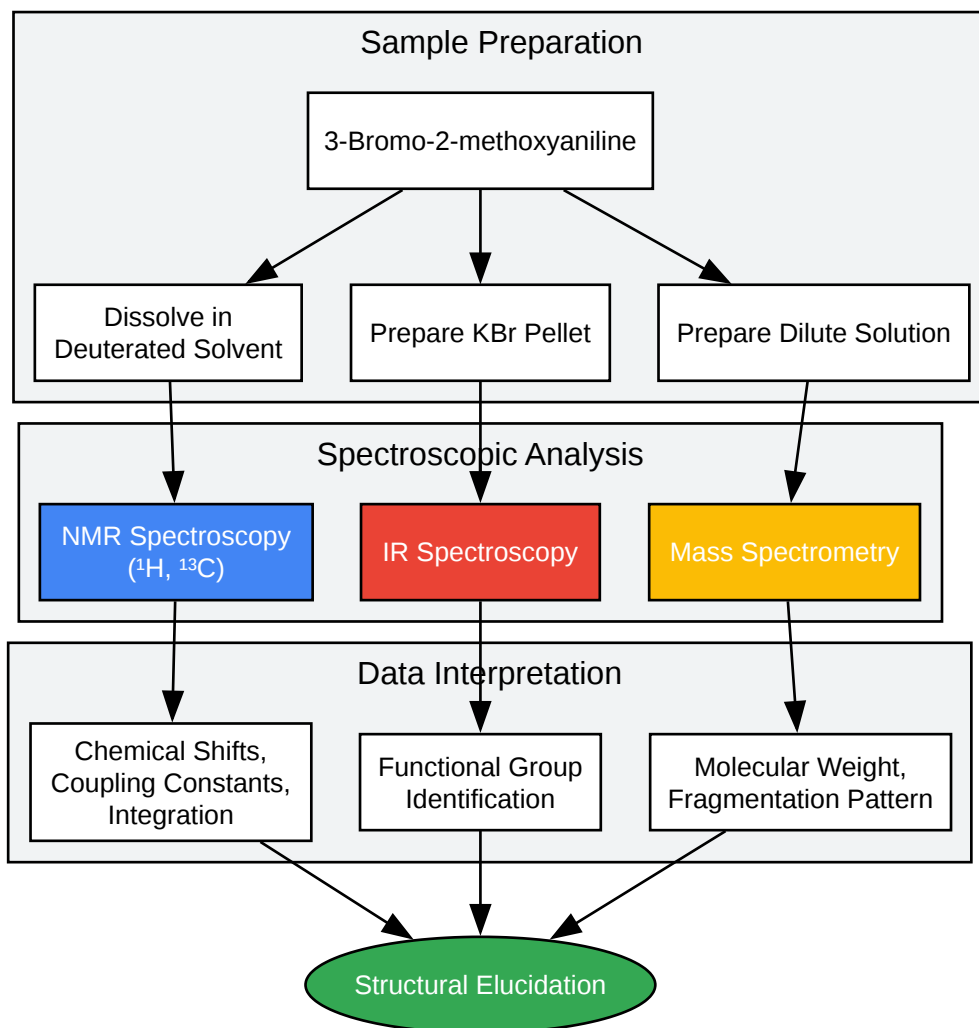 Sample Preparation
3-Bromo-2-methoxyaniline
Dissolve in
Deuterated Solvent
Prepare KBr Pellet
Prepare Dilute Solution
Spectroscopic Analysis
NMR Spectroscopy
(¹H, ¹³C)
IR Spectroscopy
Mass Spectrometry
Data Interpretation
Chemical Shifts,
Coupling Constants,
Integration
Functional Group
Identification
Molecular Weight,
Fragmentation Pattern
Structural Elucidation